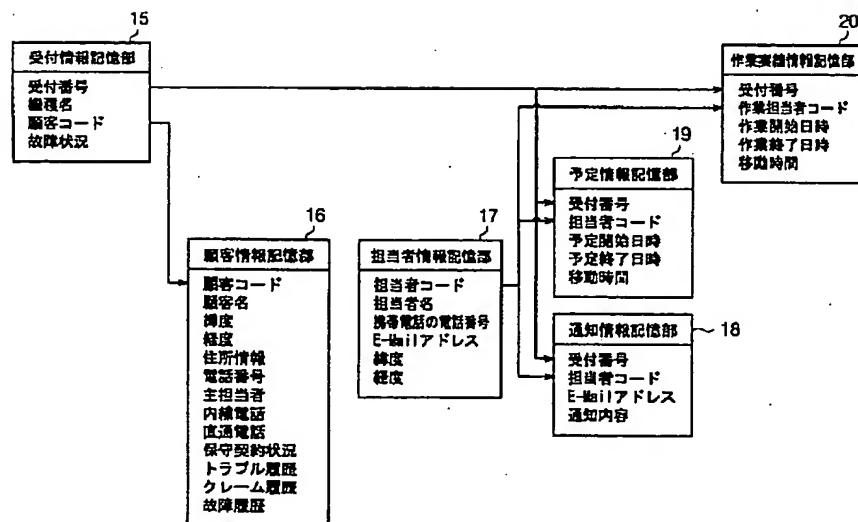 15
受付情報記憶部
受付番号
機種名
顧客コード
故障状況
20
作業実績情報記憶部
受付番号
作業担当者コード
作業開始日時
作業終了日時
移動時間
19
予定情報記憶部
受付番号
担当者コード
予定開始日時
予定終了日時
移動時間
16
顧客情報記憶部
顧客コード
顧客名
緯度
経度
住所情報
電話番号
主担当者
内線電話
直通電話
保守契約状況
トラブル履歴
クレーム履歴
故障履歴
17
担当者情報記憶部
担当者コード
担当者名
携帯電話の電話番号
E-Mailアドレス
緯度
経度
18
通知情報記憶部
受付番号
担当者コード
E-Mailアドレス
通知内容